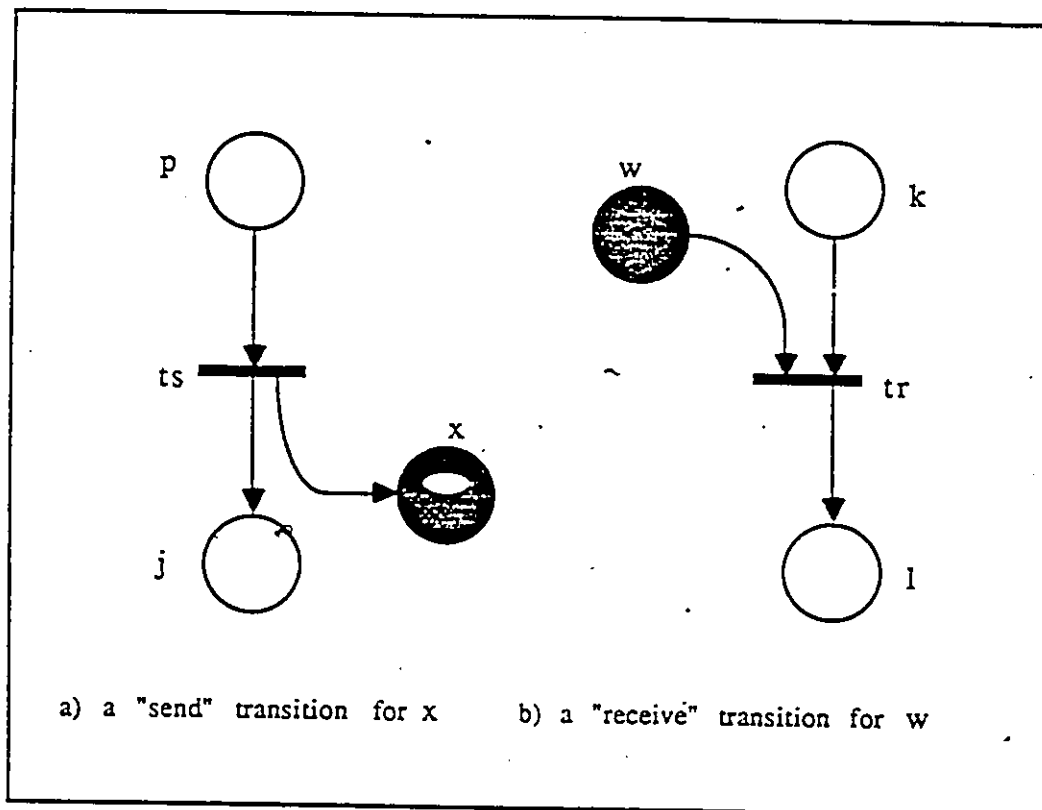 p
w
k
ts
tr
x
j
l
a) a "send" transition for x
b) a "receive" transition for w